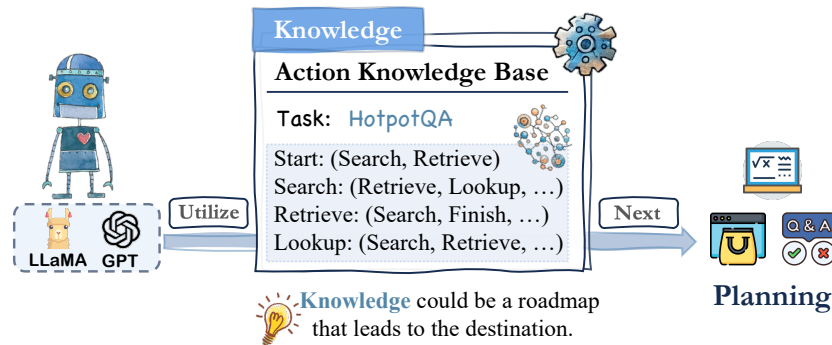 Knowledge
Action Knowledge Base
Task: HotpotQA
Start: (Search, Retrieve)
Search: (Retrieve, Lookup, …)
Retrieve: (Search, Finish, …)
Lookup: (Search, Retrieve, …)
LLaMA GPT
Utilize
Next
√x
Q & A
Planning
Knowledge could be a roadmap
that leads to the destination.